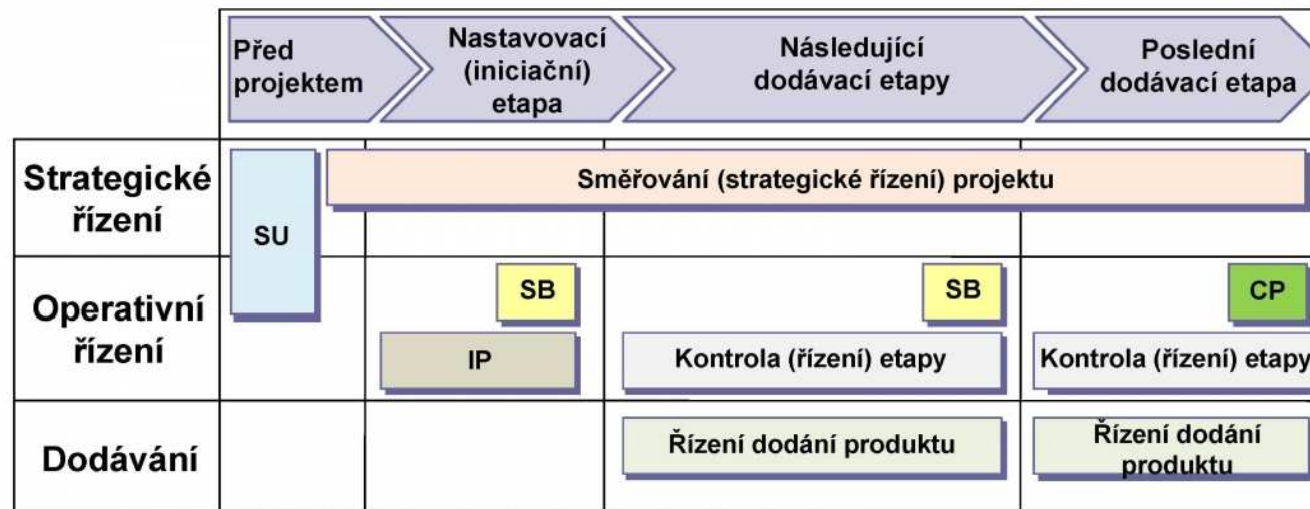 Před
projektem
Nastavovací
(iniciační)
etapa
Následující
dodávací etapy
Poslední
dodávací etapa
Strategické
řízení
SU
Směřování (strategické řízení) projektu
Operativní
řízení
SB
SB
CP
IP
Kontrola (řízení) etapy
Kontrola (řízení) etapy
Dodávání
Řízení dodání produktu
Řízení dodání
produktu